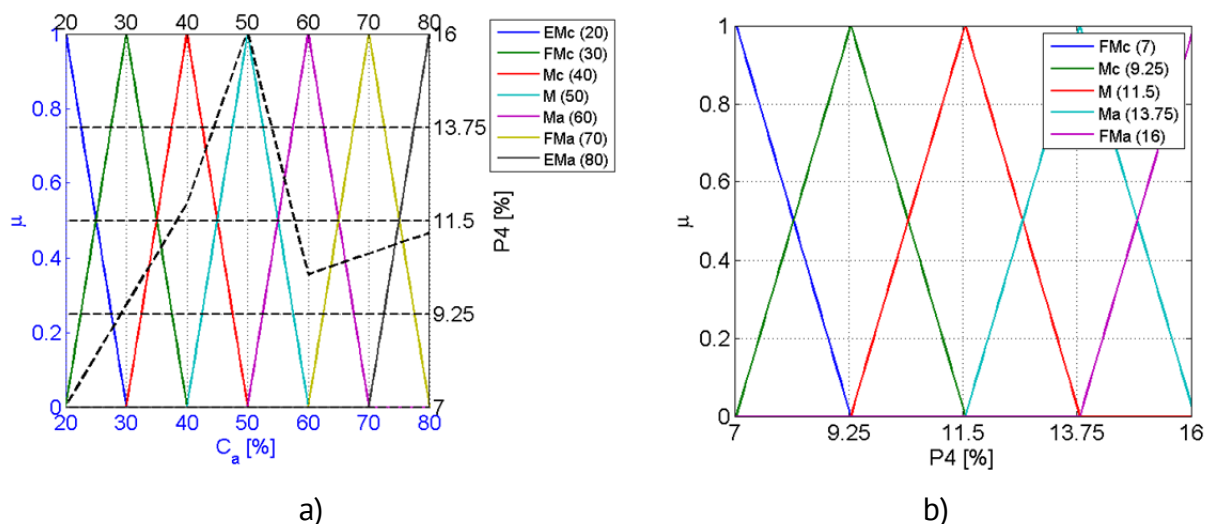 20 30 40 50 60 70 80
1
0.8
0.6
0.4
0.2
0
μ
16
13.75
11.5
9.25
7
P4 [%]
20 30 40 50 60 70 80
C_a [%]
EMc (20)
FMc (30)
Mc (40)
M (50)
Ma (60)
FMa (70)
EMa (80)
a)
1
0.8
0.6
0.4
0.2
0
μ
FMc (7)
Mc (9.25)
M (11.5)
Ma (13.75)
FMa (16)
7 9.25 11.5 13.75 16
P4 [%]
b)